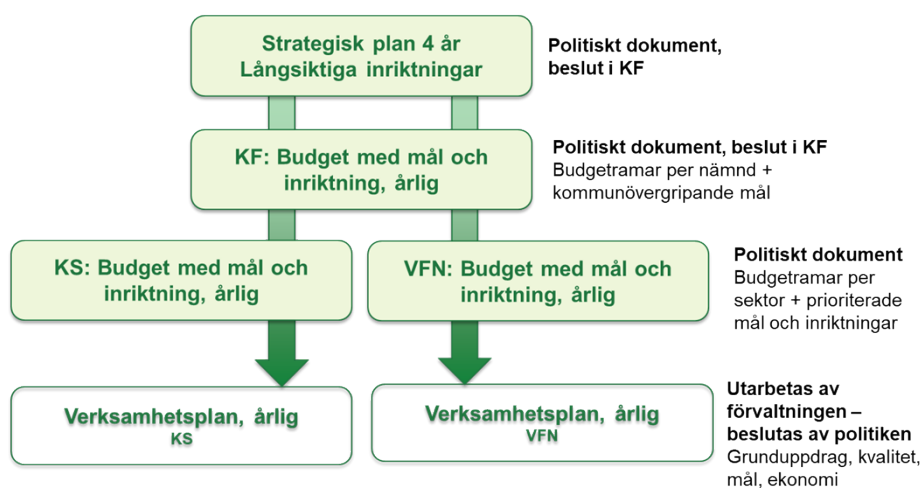 Strategisk plan 4 år
Långsiktiga inriktningar
Politiskt dokument,
beslut i KF
KF: Budget med mål och
inriktning, årlig
Politiskt dokument, beslut i KF
Budgetramar per nämnd +
kommunövergripande mål
KS: Budget med mål och
inriktning, årlig
VFN: Budget med mål och
inriktning, årlig
Politiskt dokument
Budgetramar per
sektor + prioriterade
mål och inriktningar
Verksamhetsplan, årlig
KS
Verksamhetsplan, årlig
VFN
Utarbetas av
förvaltningen –
beslutas av politiken
Grunduppdrag, kvalitet,
mål, ekonomi